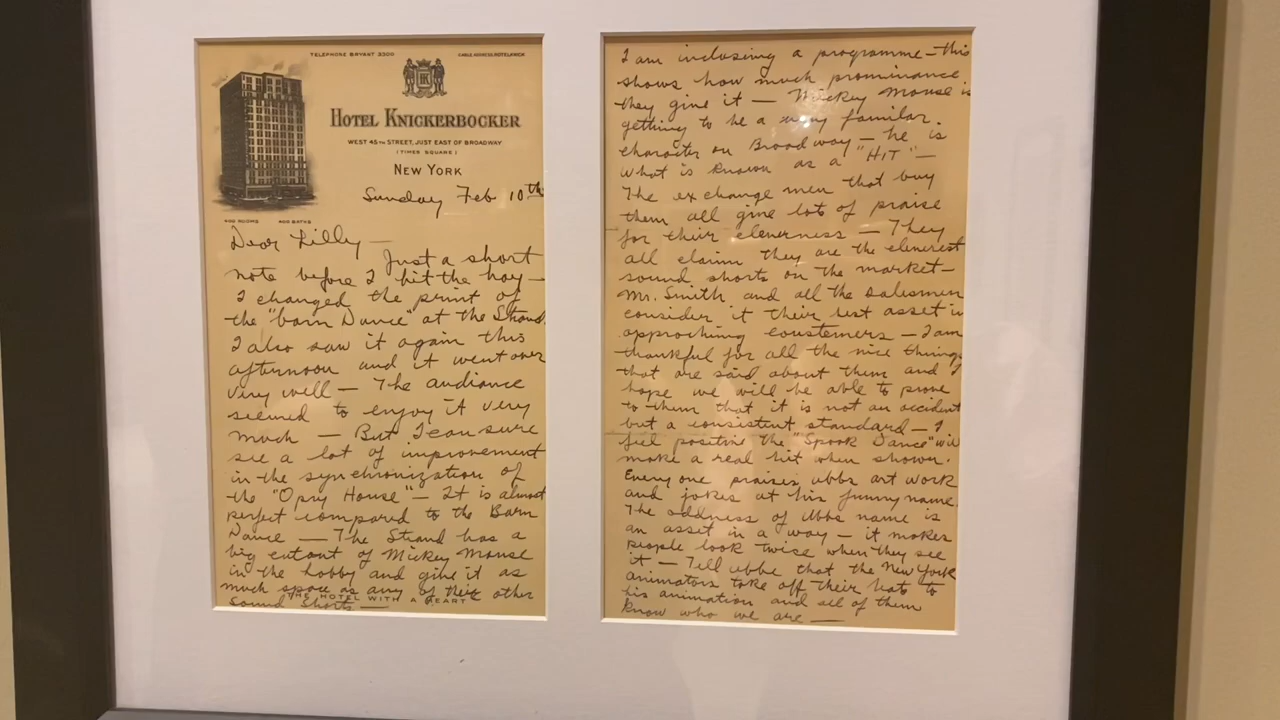 TELEPHONE BRYANT 3300
CABLE ADDRESS, HOTELKNICK
HOTEL KNICKERBOCKER
WEST 45TH STREET, JUST EAST OF BROADWAY
(TIMES SQUARE)
NEW YORK
400 ROOMS 400 BATHS
Sunday Feb 10th
Dear Lilly —
Just a short
note before I hit the hay —
I changed the print of
the "barn Dance" at the Strand.
I also saw it again this
afternoon and it went over
very well — The audience
seemed to enjoy it very
much — But I can sure
see a lot of improvement
in the synchronization of
the "Opry House" — It is almost
perfect compared to the Barn
Dance — The Strand has a
big cutout of Mickey Mouse
in the lobby and give it as
much space as any of their other
Sound Shorts —
THE HOTEL WITH A HEART
I am inclosing a programme — this
shows how much prominance
they give it — Mickey Mouse is
getting to be a very familiar
character on Broadway — he is
what is known as a "HIT" —
The exchange men that buy
them all give lots of praise
for their cleverness — They
all claim they are the cleverest
sound shorts on the market —
Mr. Smith and all the salesmen
consider it their best asset in
approching coustemers — I am
thankful for all the nice things
that are said about them and I
hope we will be able to prove
to them that it is not an accident
but a consistent standard — I
feel positive the "Spook Dance" will
make a real hit when shown.
Every one praises ubbs art work
and jokes at his funny name.
The oddness of Ubbs name is
an asset in a way — it makes
people look twice when they see
it — Tell ubbe that the New York
animators take off their hats to
his animation and all of them
know who we are —